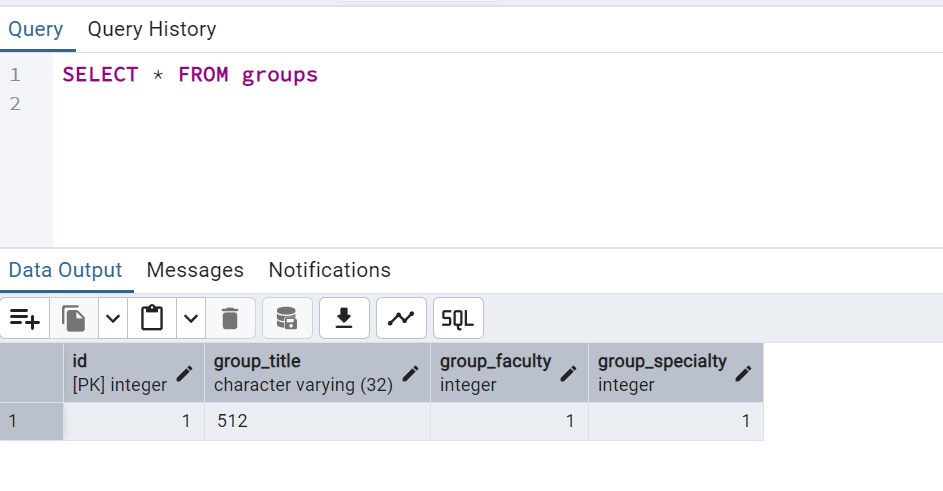 Query Query History
1 SELECT * FROM groups
2
Data Output Messages Notifications
SQL
id group_title group_faculty group_specialty
[PK] integer character varying (32) integer integer
1 1 512 1 1